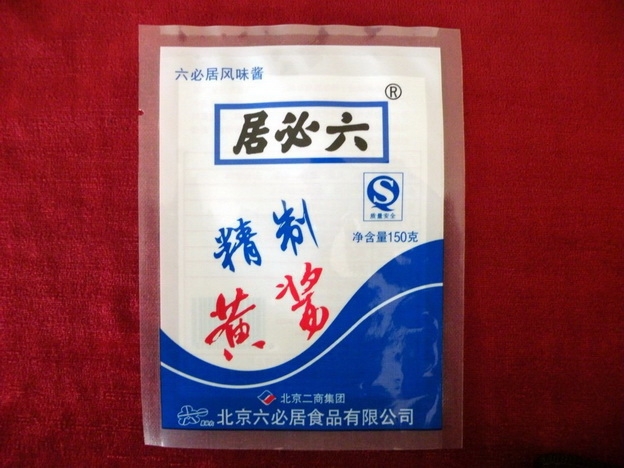 六必居风味酱
®
居必六
质量安全
净含量150克
精制
黄酱
北京二商集团
北京六必居食品有限公司